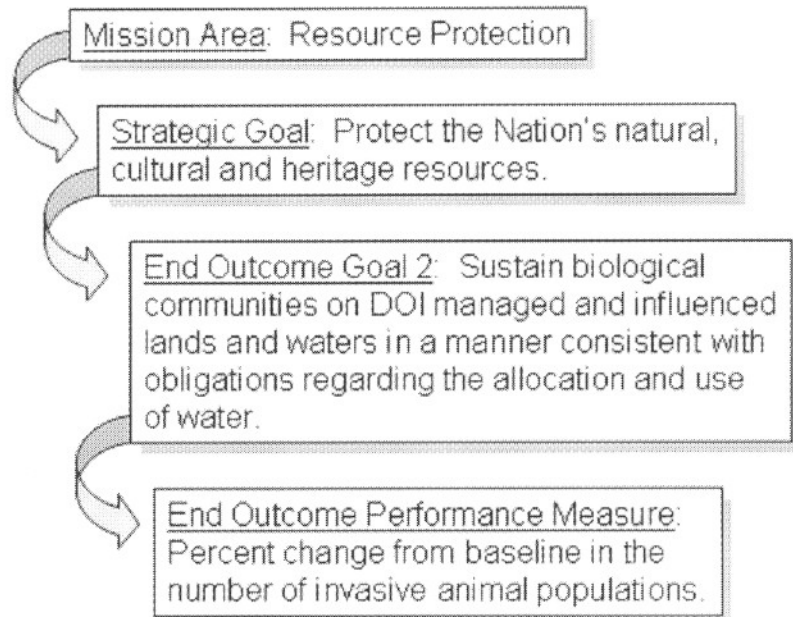 Mission Area: Resource Protection
Strategic Goal: Protect the Nation's natural,
cultural and heritage resources.
End Outcome Goal 2: Sustain biological
communities on DOI managed and influenced
lands and waters in a manner consistent with
obligations regarding the allocation and use
of water.
End Outcome Performance Measure:
Percent change from baseline in the
number of invasive animal populations.